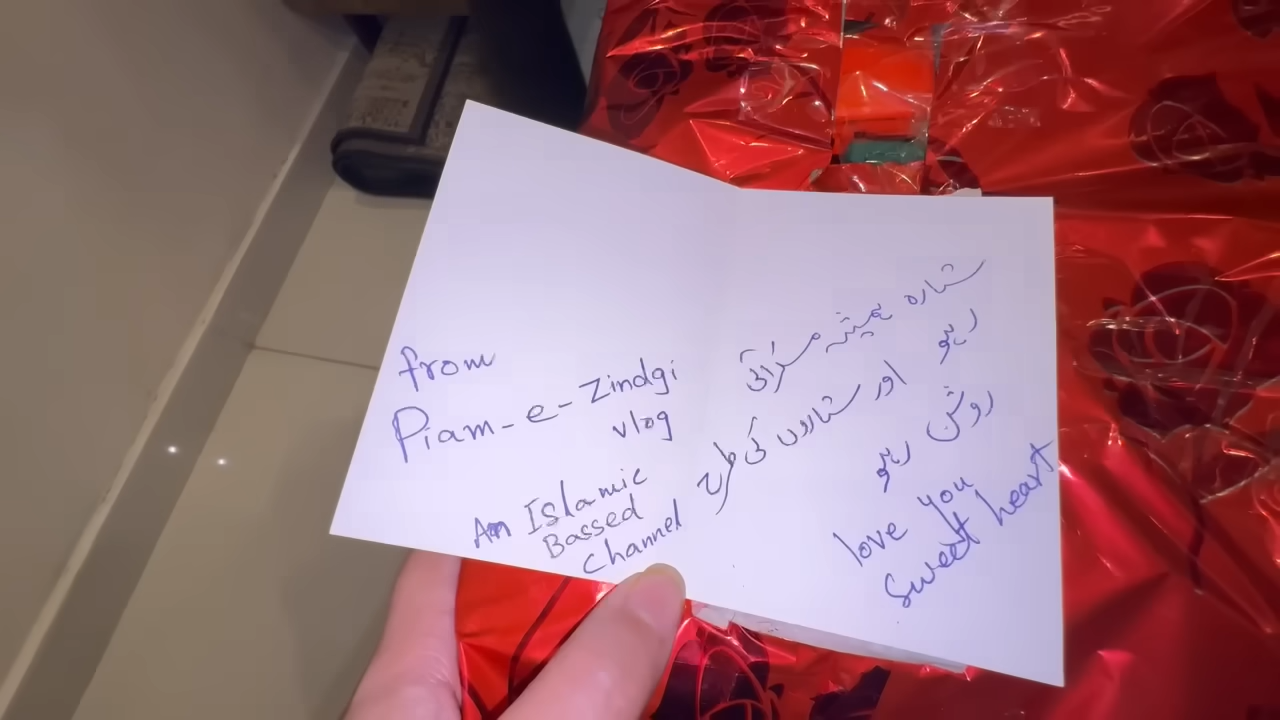 from
Piam-e-Zindgi
vlog
An Islamic
Bassed
channel
ستارہ ہمیشہ مسکراتی
رہو اور ستاروں کی طرح
روشن رہو
love you
sweet heart